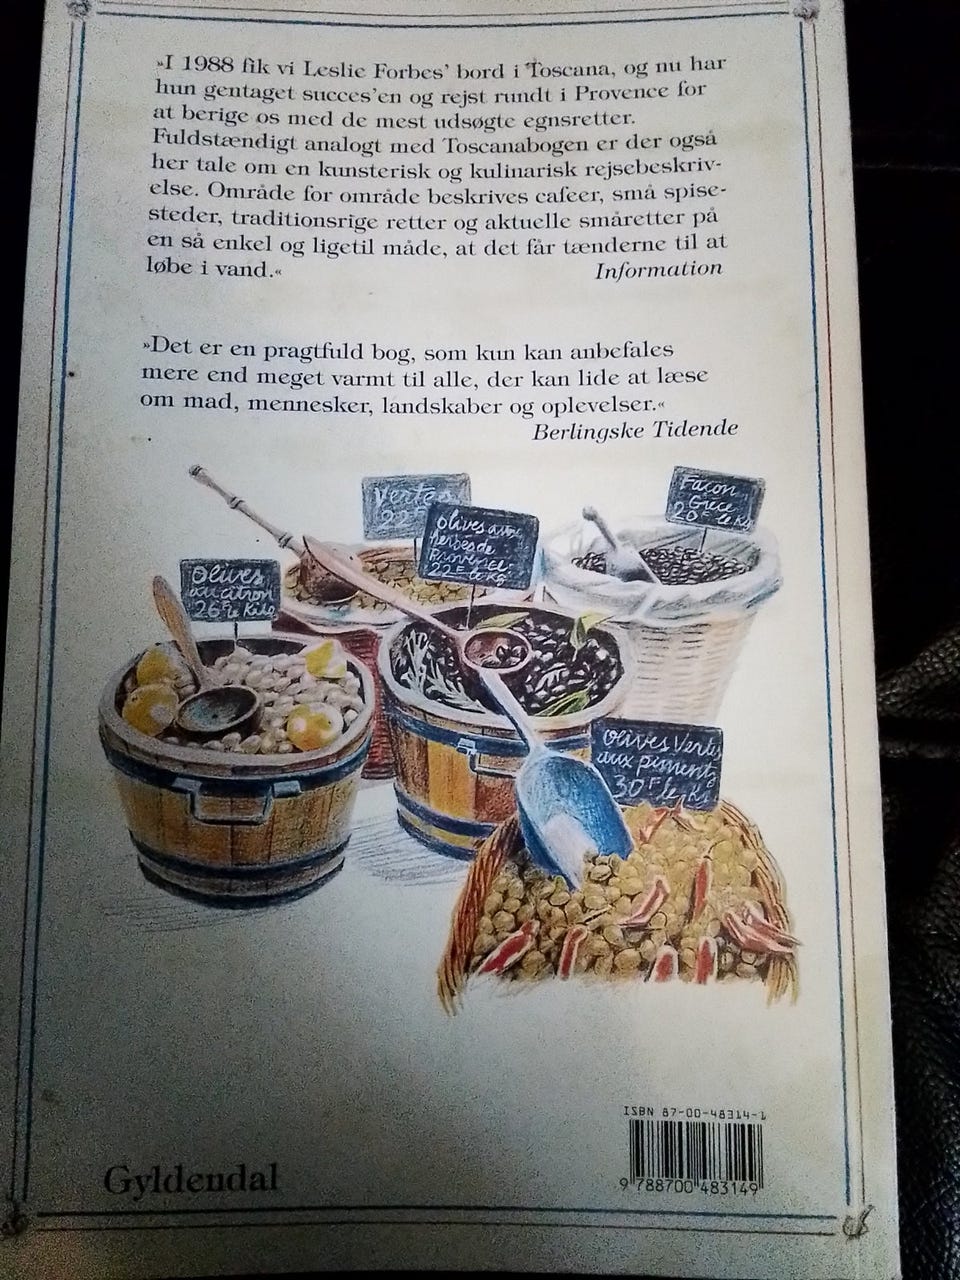 »I 1988 fik vi Leslie Forbes' bord i Toscana, og nu har
hun gentaget succes'en og rejst rundt i Provence for
at berige os med de mest udsøgte egnsretter.
Fuldstændigt analogt med Toscanabogen er der også
her tale om en kunsterisk og kulinarisk rejsebeskriv-
else. Område for område beskrives cafeer, små spise-
steder, traditionsrige retter og aktuelle småretter på
en så enkel og ligetil måde, at det får tænderne til at
løbe i vand.«
Information
»Det er en pragtfuld bog, som kun kan anbefales
mere end meget varmt til alle, der kan lide at læse
om mad, mennesker, landskaber og oplevelser.«
Berlingske Tidende
Vertes
22F
Façon
Grèce
20F le Kg
olives aux
herbes de
Provence
22F le Kg
Olives
au citron
26F le Kilo
olives Vertes
aux piments
30F le Kg
ISBN 87-00-48314-1
9 788700 483149
Gyldendal